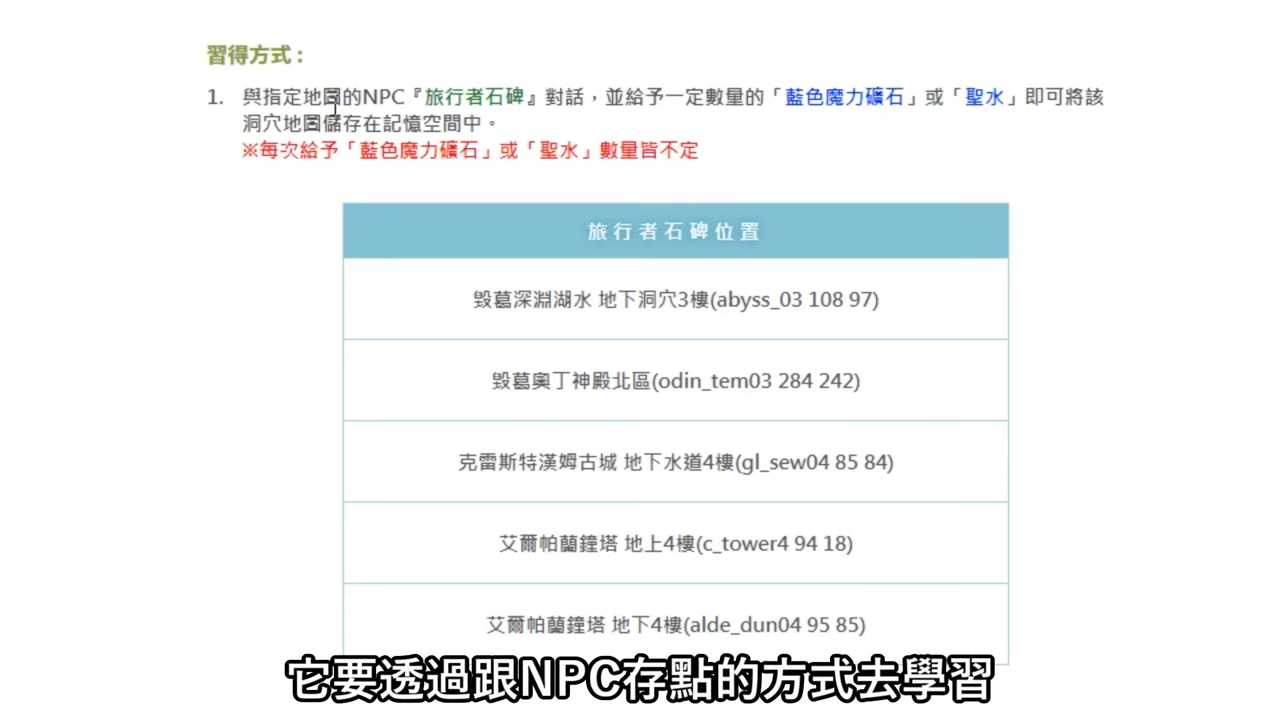 習得方式：
1. 與指定地圖的NPC『旅行者石碑』對話，並給予一定數量的「藍色魔力礦石」或「聖水」即可將該
洞穴地圖儲存在記憶空間中。
※每次給予「藍色魔力礦石」或「聖水」數量皆不定
旅行者石碑位置
毀葛深淵湖水 地下洞穴3樓(abyss_03 108 97)
毀葛奧丁神殿北區(odin_tem03 284 242)
克雷斯特漢姆古城 地下水道4樓(gl_sew04 85 84)
艾爾帕蘭鐘塔 地上4樓(c_tower4 94 18)
艾爾帕蘭鐘塔 地下4樓(alde_dun04 95 85)
它要透過跟NPC存點的方式去學習